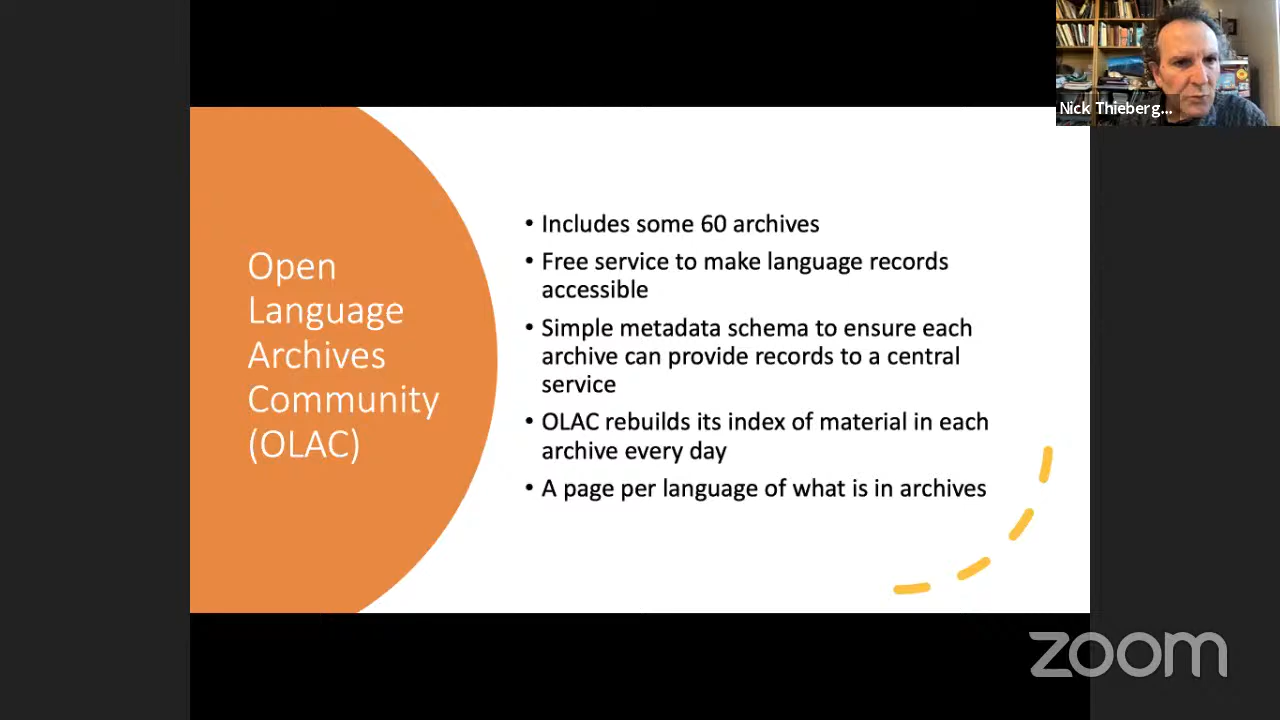 Nick Thieberg...
Open
Language
Archives
Community
(OLAC)
• Includes some 60 archives
• Free service to make language records
accessible
• Simple metadata schema to ensure each
archive can provide records to a central
service
• OLAC rebuilds its index of material in each
archive every day
• A page per language of what is in archives
zoom